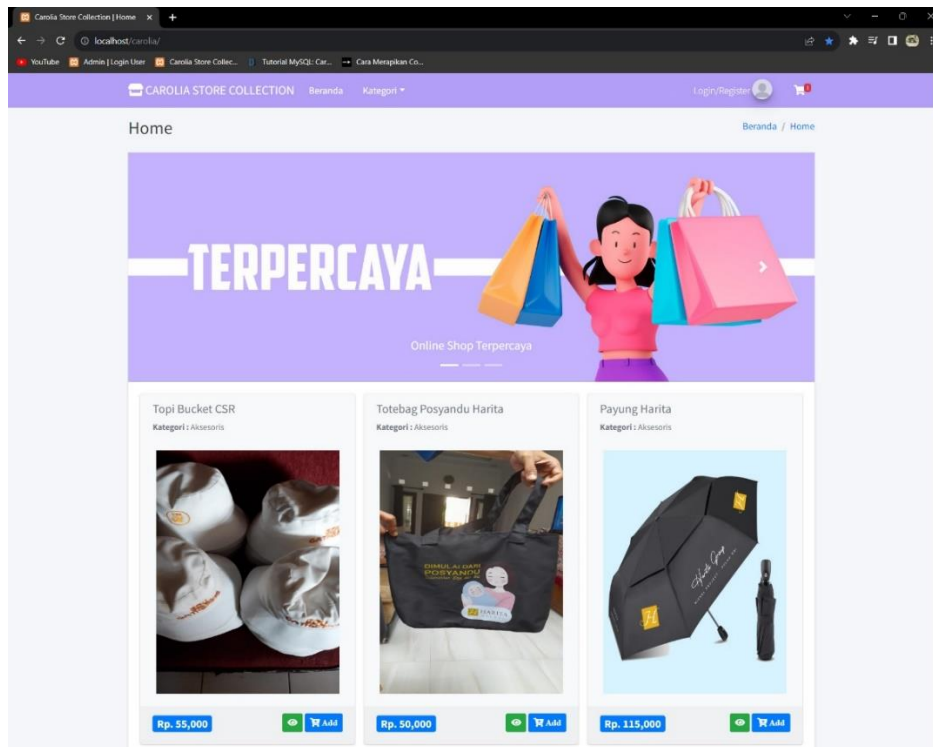 Carolia Store Collection | Home
localhost/carolia/
YouTube Admin | Login User Carolia Store Collec... Tutorial MySQL: Car... Cara Merapikan Co...
CAROLIA STORE COLLECTION Beranda Kategori Login/Register
Home Beranda / Home
TERPERCAYA
Online Shop Terpercaya
Topi Bucket CSR Totebag Posyandu Harita Payung Harita
Kategori : Aksesoris Kategori : Aksesoris Kategori : Aksesoris
DIMULAI DARI
POSYANDU
HARITA
Harita Group
Rp. 55,000 Add Rp. 50,000 Add Rp. 115,000 Add